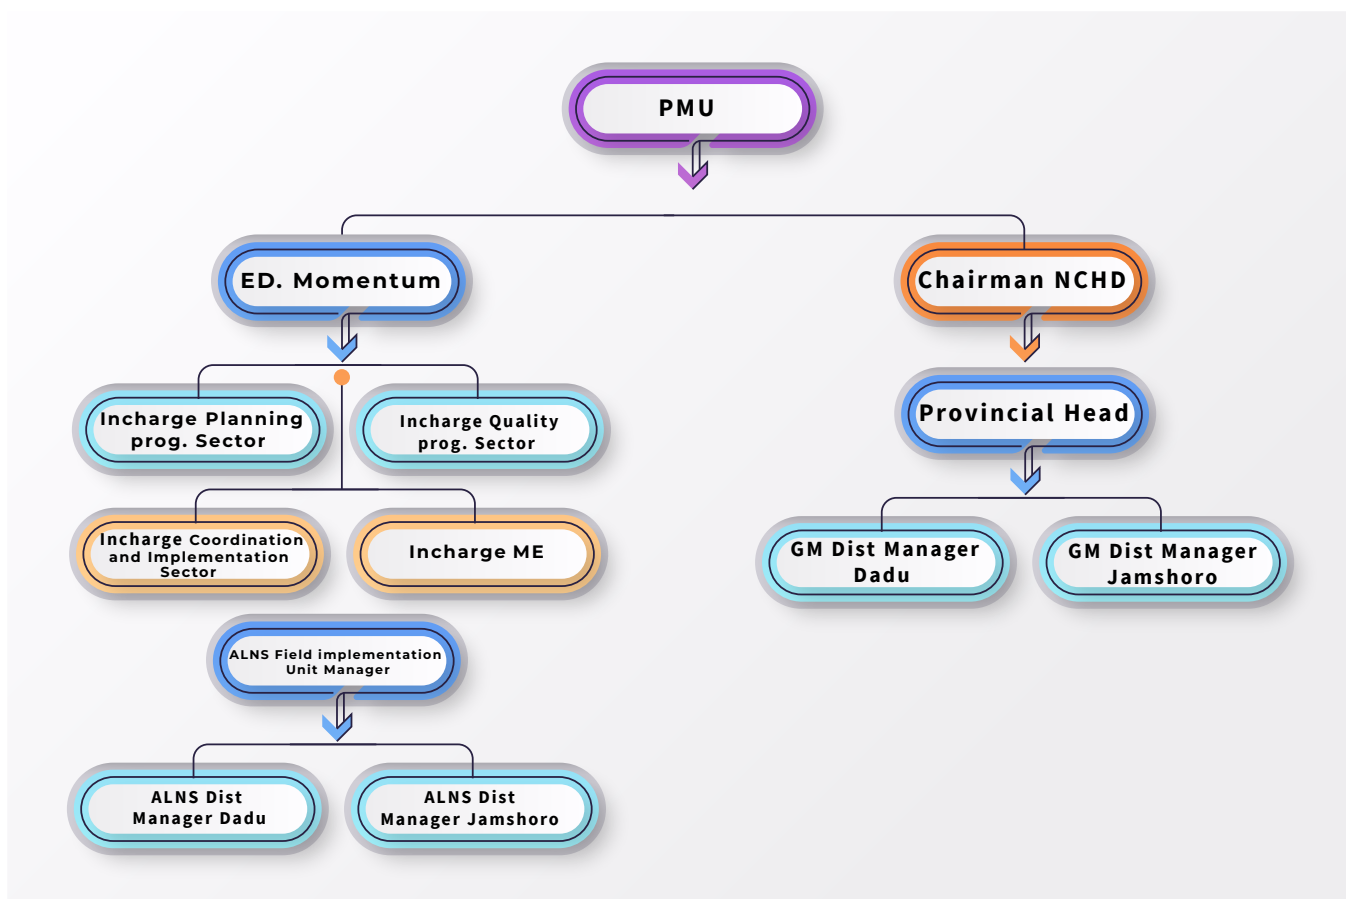 PMU
ED. Momentum
Chairman NCHD
Incharge Planning
prog. Sector
Incharge Quality
prog. Sector
Provincial Head
Incharge Coordination
and Implementation
Sector
Incharge ME
GM Dist Manager
Dadu
GM Dist Manager
Jamshoro
ALNS Field implementation
Unit Manager
ALNS Dist
Manager Dadu
ALNS Dist
Manager Jamshoro